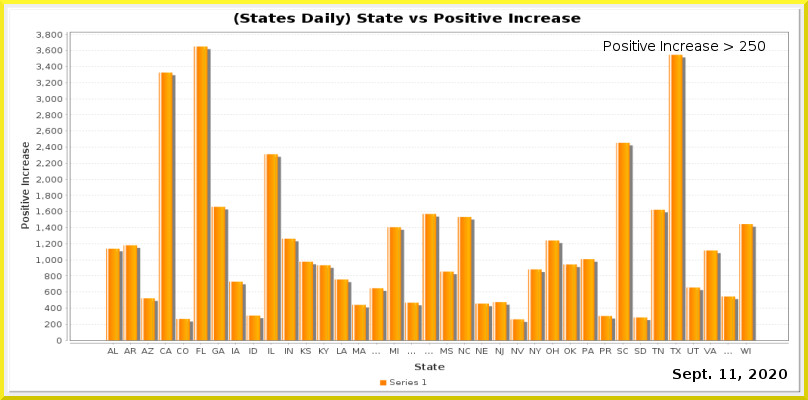 (States Daily) State vs Positive Increase
Positive Increase > 250
Positive Increase
3,800
3,600
3,400
3,200
3,000
2,800
2,600
2,400
2,200
2,000
1,800
1,600
1,400
1,200
1,000
800
600
400
200
0
AL AR AZ CA CO FL GA IA ID IL IN KS KY LA MA ... MI ... ... MS NC NE NJ NV NY OH OK PA PR SC SD TN TX UT VA ... WI
State
Series 1
Sept. 11, 2020